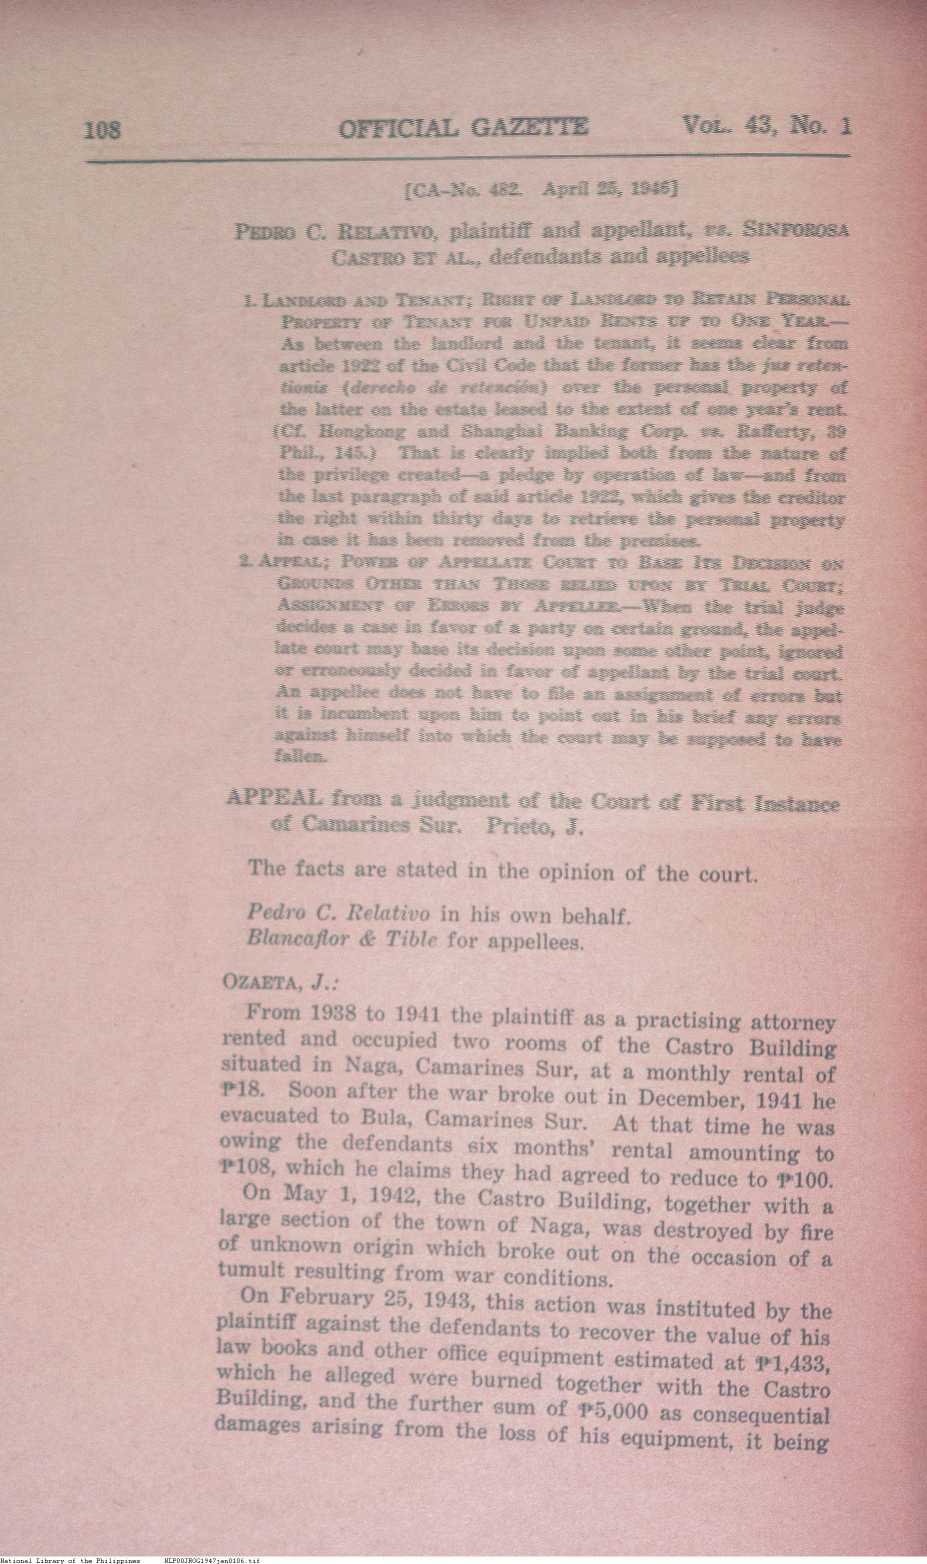 108 OFFICIAL GAZETTE VOL. 43, No. 1
[CA-No. 482. April 25, 1946]
PEDRO C. RELATIVO, plaintiff and appellant, vs. SINFOROSA
CASTRO ET AL., defendants and appellees
1. LANDLORD AND TENANT; RIGHT OF LANDLORD TO RETAIN PERSONAL
PROPERTY OF TENANT FOR UNPAID RENTS UP TO ONE YEAR.—
As between the landlord and the tenant, it seems clear from
article 1922 of the Civil Code that the former has the jus reten-
tionis (derecho de retención) over the personal property of
the latter on the estate leased to the extent of one year's rent.
(Cf. Hongkong and Shanghai Banking Corp. vs. Rafferty, 39
Phil., 145.) That is clearly implied both from the nature of
the privilege created—a pledge by operation of law—and from
the last paragraph of said article 1922, which gives the creditor
the right within thirty days to retrieve the personal property
in case it has been removed from the premises.
2. APPEAL; POWER OF APPELLATE COURT TO BASE ITS DECISION ON
GROUNDS OTHER THAN THOSE RELIED UPON BY TRIAL COURT;
ASSIGNMENT OF ERRORS BY APPELLEE.—When the trial judge
decides a case in favor of a party on certain ground, the appel-
late court may base its decision upon some other point, ignored
or erroneously decided in favor of appellant by the trial court.
An appellee does not have to file an assignment of errors but
it is incumbent upon him to point out in his brief any errors
against himself into which the court may be supposed to have
fallen.
APPEAL from a judgment of the Court of First Instance
of Camarines Sur. Prieto, J.
The facts are stated in the opinion of the court.
Pedro C. Relativo in his own behalf.
Blancaflor & Tible for appellees.
OZAETA, J.:
From 1938 to 1941 the plaintiff as a practising attorney
rented and occupied two rooms of the Castro Building
situated in Naga, Camarines Sur, at a monthly rental of
₱18. Soon after the war broke out in December, 1941 he
evacuated to Bula, Camarines Sur. At that time he was
owing the defendants six months' rental amounting to
₱108, which he claims they had agreed to reduce to ₱100.
On May 1, 1942, the Castro Building, together with a
large section of the town of Naga, was destroyed by fire
of unknown origin which broke out on the occasion of a
tumult resulting from war conditions.
On February 25, 1943, this action was instituted by the
plaintiff against the defendants to recover the value of his
law books and other office equipment estimated at ₱1,433,
which he alleged were burned together with the Castro
Building, and the further sum of ₱5,000 as consequential
damages arising from the loss of his equipment, it being
National Library of the Philippines NLP00JROG1947jan0106.tif